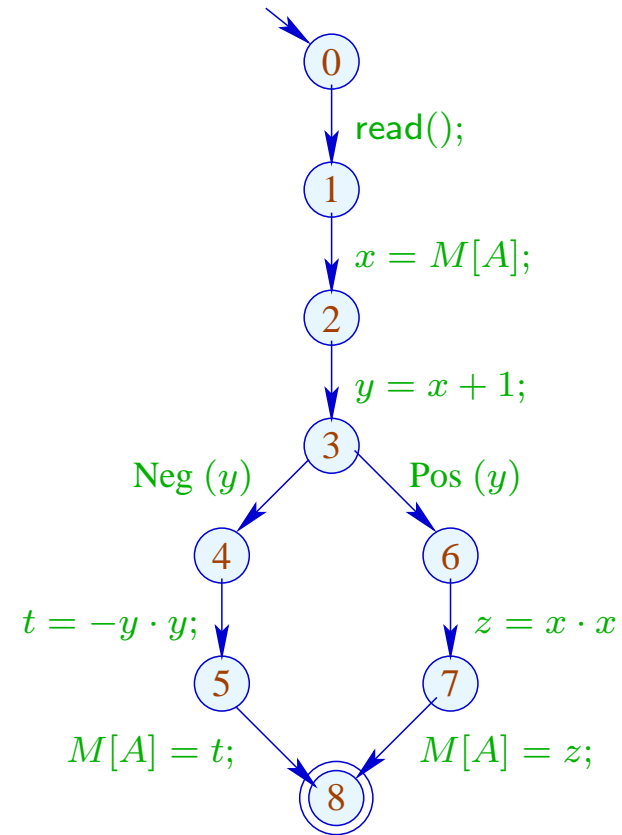 0
read();
1
x = M[A];
2
y = x + 1;
3
Neg (y) Pos (y)
4 6
t = −y · y; z = x · x
5 7
M[A] = t; M[A] = z;
8